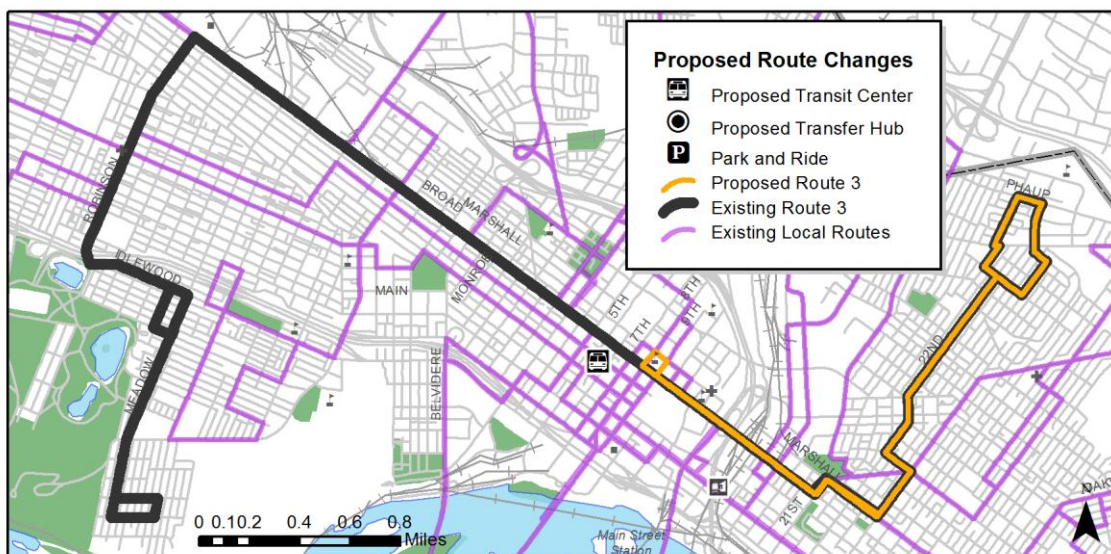 Proposed Route Changes
Proposed Transit Center
Proposed Transfer Hub
P
Park and Ride
Proposed Route 3
Existing Route 3
Existing Local Routes
ROBINSON
IDLEWOOD
MEADOW
BROAD
MARSHALL
MONROE
MAIN
BELVIDERE
5TH
7TH
8TH
9TH
PHAUP
22ND
MARSHALL
21ST
0 0.10.2 0.4 0.6 0.8
Miles
Main Street
Station